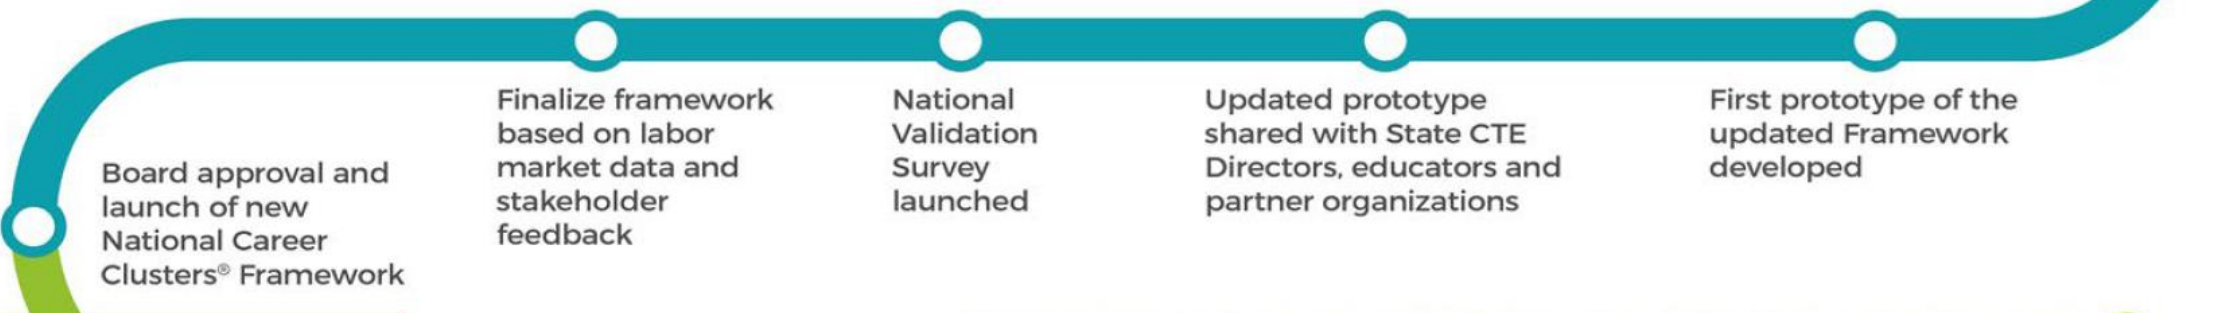 Board approval and
launch of new
National Career
Clusters® Framework
Finalize framework
based on labor
market data and
stakeholder
feedback
National
Validation
Survey
launched
Updated prototype
shared with State CTE
Directors, educators and
partner organizations
First prototype of the
updated Framework
developed